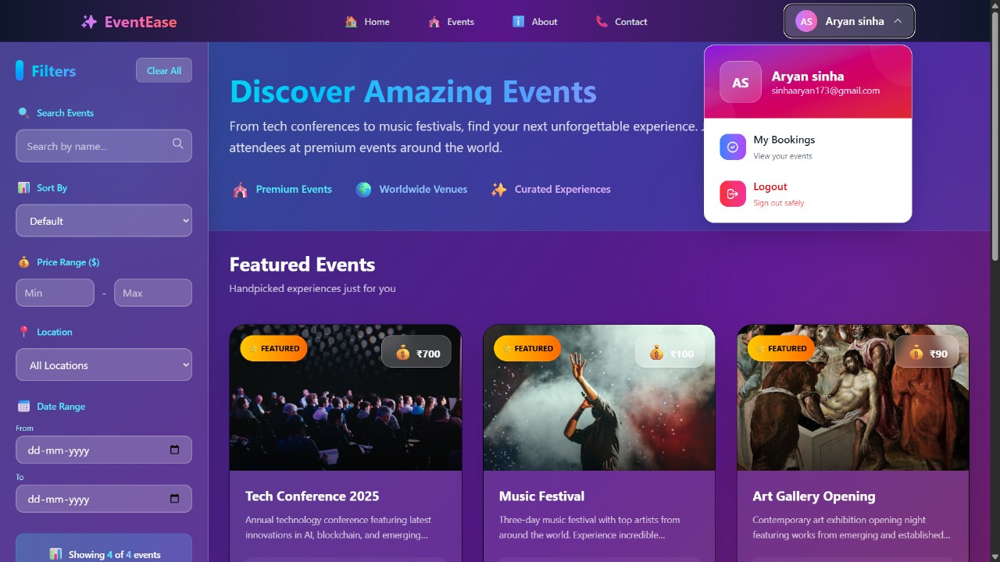 EventEase
Home
Events
About
Contact
AS
Aryan sinha
AS
Aryan sinha
sinhaaryan173@gmail.com
My Bookings
View your events
Logout
Sign out safely
Filters
Clear All
Search Events
Search by name...
Sort By
Default
Price Range ($)
Min
-
Max
Location
All Locations
Date Range
From
dd-mm-yyyy
To
dd-mm-yyyy
Showing 4 of 4 events
Discover Amazing Events
From tech conferences to music festivals, find your next unforgettable experience.
attendees at premium events around the world.
Premium Events
Worldwide Venues
Curated Experiences
Featured Events
Handpicked experiences just for you
FEATURED
₹700
Tech Conference 2025
Annual technology conference featuring latest
innovations in AI, blockchain, and emerging...
FEATURED
₹100
Music Festival
Three-day music festival with top artists from
around the world. Experience incredible...
FEATURED
₹90
Art Gallery Opening
Contemporary art exhibition opening night
featuring works from emerging and established...